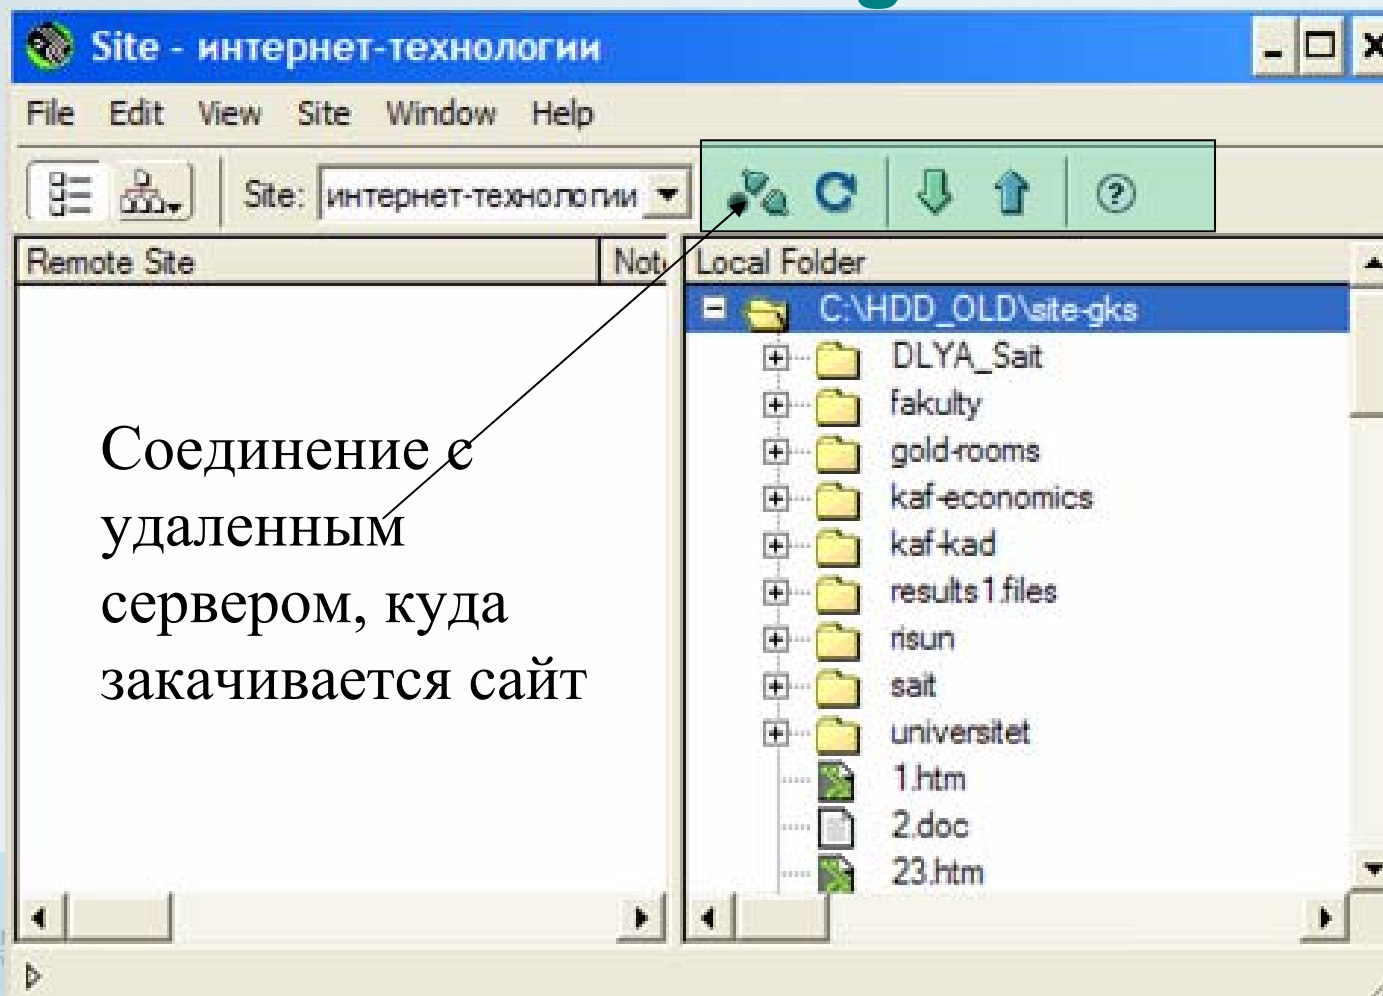 Site - интернет-технологии
File Edit View Site Window Help
Site: интернет-технологии
?
Remote Site Not
Local Folder
C:\HDD_OLD\site-gks
DLYA_Sait
fakulty
gold-rooms
kaf-economics
kaf-kad
results1.files
risun
sait
universitet
1.htm
2.doc
23.htm
Соединение с
удаленным
сервером, куда
закачивается сайт